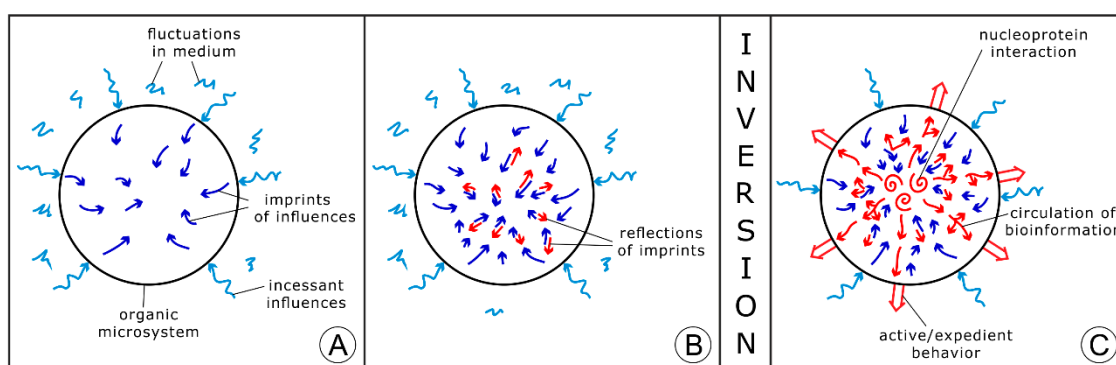 fluctuations
in medium
imprints
of influences
incessant
influences
organic
microsystem
A
reflections
of imprints
B
INVERSION
nucleoprotein
interaction
circulation of
bioinformation
active/expedient
behavior
C